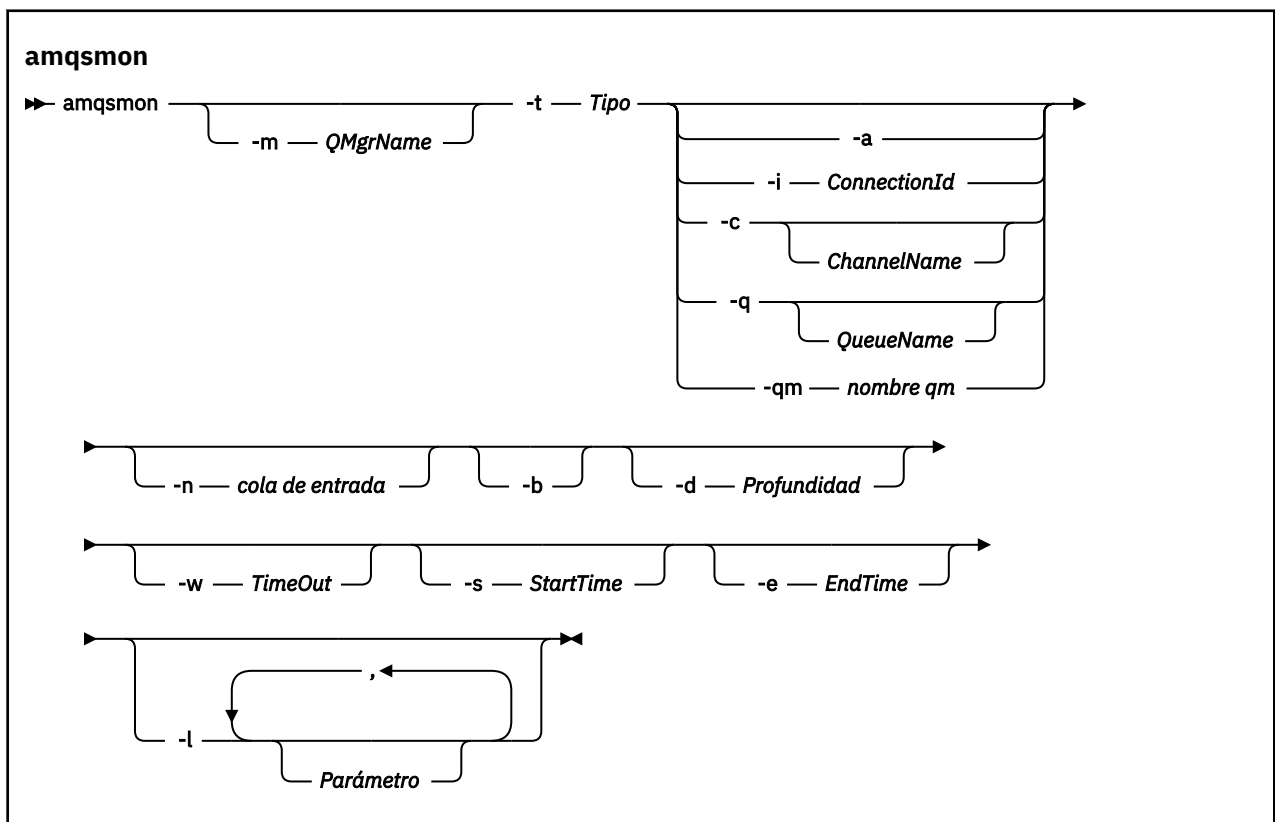 amqsmon
amqsmon -t Tipo
-m QMgrName
-a
-i ConnectionId
-c
ChannelName
-q
QueueName
-qm nombre qm
-n cola de entrada -b -d Profundidad
-w TimeOut -s StartTime -e EndTime
,
-l
Parámetro